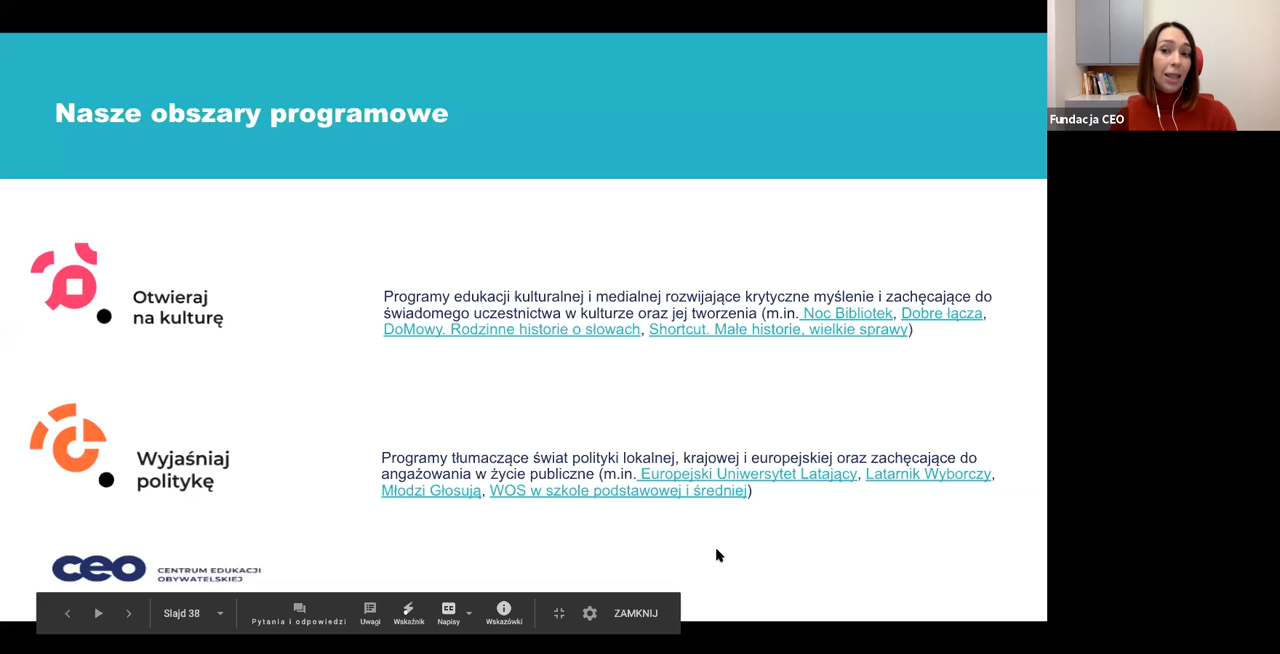 Nasze obszary programowe
Fundacja CEO
Otwieraj
na kulturę
Programy edukacji kulturalnej i medialnej rozwijające krytyczne myślenie i zachęcające do
świadomego uczestnictwa w kulturze oraz jej tworzenia (m.in. Noc Bibliotek, Dobre łącza,
DoMowy. Rodzinne historie o słowach, Shortcut. Małe historie, wielkie sprawy)
Wyjaśniaj
politykę
Programy tłumaczące świat polityki lokalnej, krajowej i europejskiej oraz zachęcające do
angażowania w życie publiczne (m.in. Europejski Uniwersytet Latający, Latarnik Wyborczy,
Młodzi Głosują, WOS w szkole podstawowej i średniej)
ceo
CENTRUM EDUKACJI
OBYWATELSKIEJ
Slajd 38
Pytania i odpowiedzi
Uwagi
Wskaźnik
CC
Napisy
Wskazówki
ZAMKNIJ